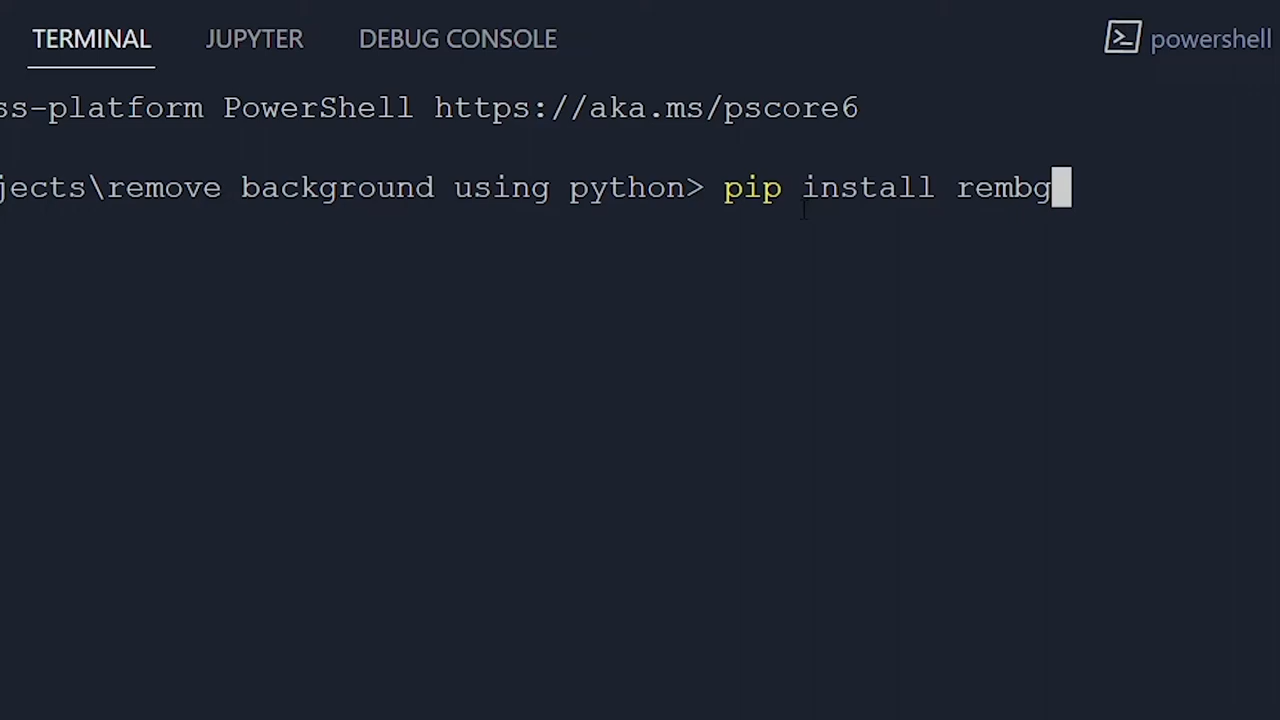 TERMINAL JUPYTER DEBUG CONSOLE powershell
ss-platform PowerShell https://aka.ms/pscore6
jects\remove background using python> pip install rembg